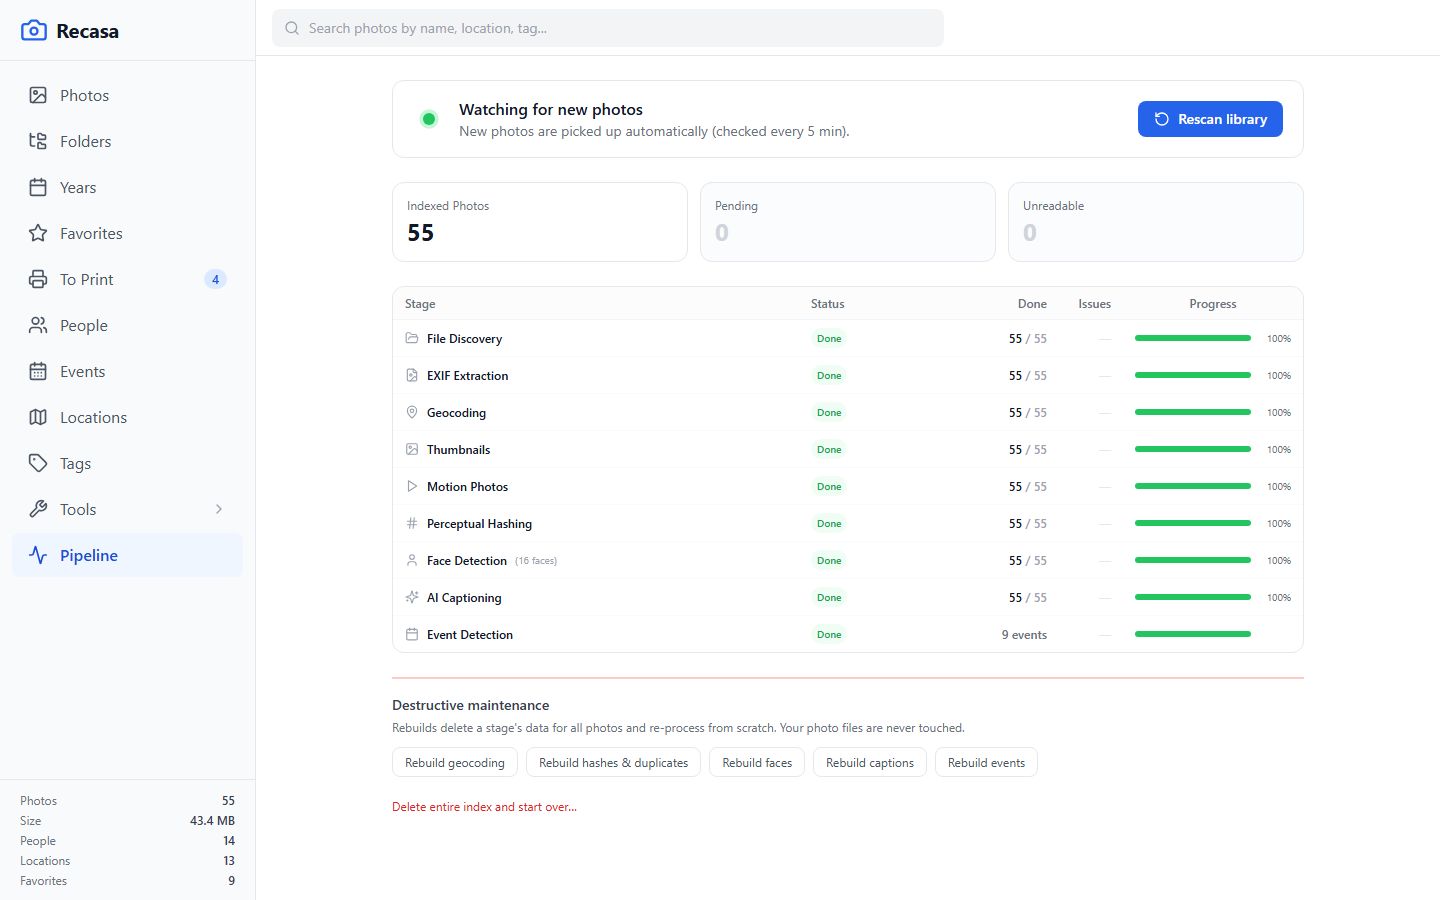 Recasa
Search photos by name, location, tag...
Photos
Folders
Years
Favorites
To Print 4
People
Events
Locations
Tags
Tools
Pipeline
Photos 55
Size 43.4 MB
People 14
Locations 13
Favorites 9
Watching for new photos
New photos are picked up automatically (checked every 5 min).
Rescan library
Indexed Photos
55
Pending
0
Unreadable
0
Stage Status Done Issues Progress
File Discovery Done 55 / 55 — 100%
EXIF Extraction Done 55 / 55 — 100%
Geocoding Done 55 / 55 — 100%
Thumbnails Done 55 / 55 — 100%
Motion Photos Done 55 / 55 — 100%
Perceptual Hashing Done 55 / 55 — 100%
Face Detection (16 faces) Done 55 / 55 — 100%
AI Captioning Done 55 / 55 — 100%
Event Detection Done 9 events —
Destructive maintenance
Rebuilds delete a stage's data for all photos and re-process from scratch. Your photo files are never touched.
Rebuild geocoding Rebuild hashes & duplicates Rebuild faces Rebuild captions Rebuild events
Delete entire index and start over...